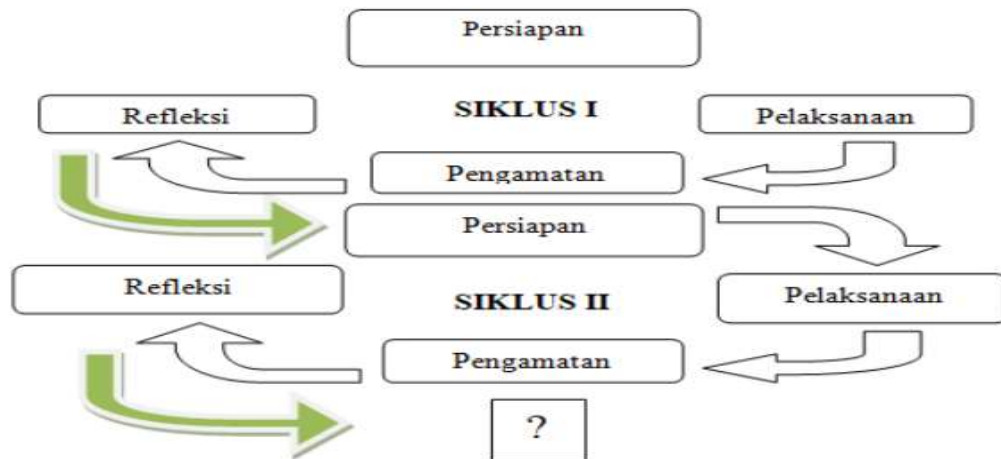 Persiapan
Refleksi
SIKLUS I
Pelaksanaan
Pengamatan
Persiapan
Refleksi
SIKLUS II
Pelaksanaan
Pengamatan
?